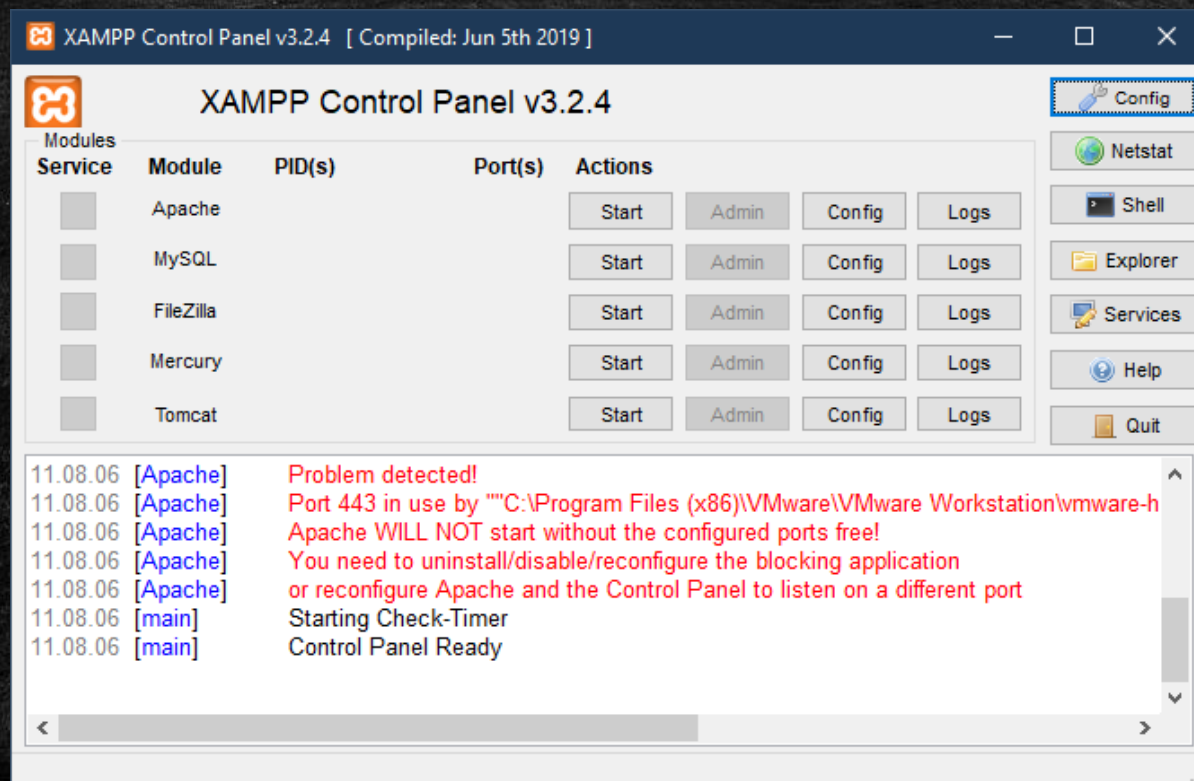 XAMPP Control Panel v3.2.4 [ Compiled: Jun 5th 2019 ]
XAMPP Control Panel v3.2.4
Config
Modules
Service Module PID(s) Port(s) Actions
Netstat
Apache Start Admin Config Logs
Shell
MySQL Start Admin Config Logs
Explorer
FileZilla Start Admin Config Logs
Services
Mercury Start Admin Config Logs
Help
Tomcat Start Admin Config Logs
Quit
11.08.06 [Apache] Problem detected!
11.08.06 [Apache] Port 443 in use by ""C:\Program Files (x86)\VMware\VMware Workstation\vmware-h
11.08.06 [Apache] Apache WILL NOT start without the configured ports free!
11.08.06 [Apache] You need to uninstall/disable/reconfigure the blocking application
11.08.06 [Apache] or reconfigure Apache and the Control Panel to listen on a different port
11.08.06 [main] Starting Check-Timer
11.08.06 [main] Control Panel Ready